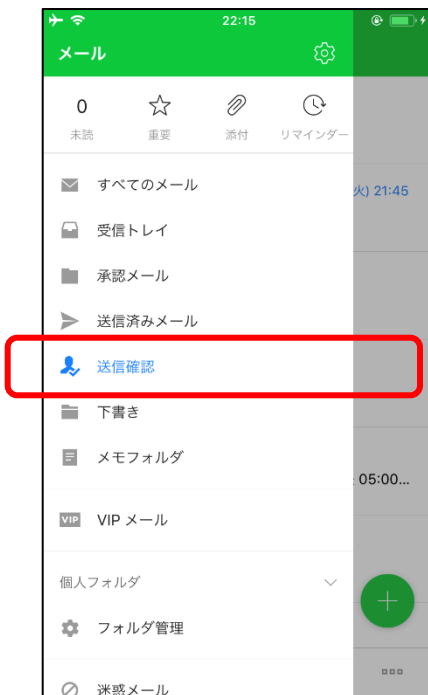 22:15
メール
0
未読
重要
添付
リマインダー
すべてのメール
火) 21:45
受信トレイ
承認メール
送信済みメール
送信確認
下書き
メモフォルダ
05:00...
VIP
VIP メール
個人フォルダ
フォルダ管理
迷惑メール